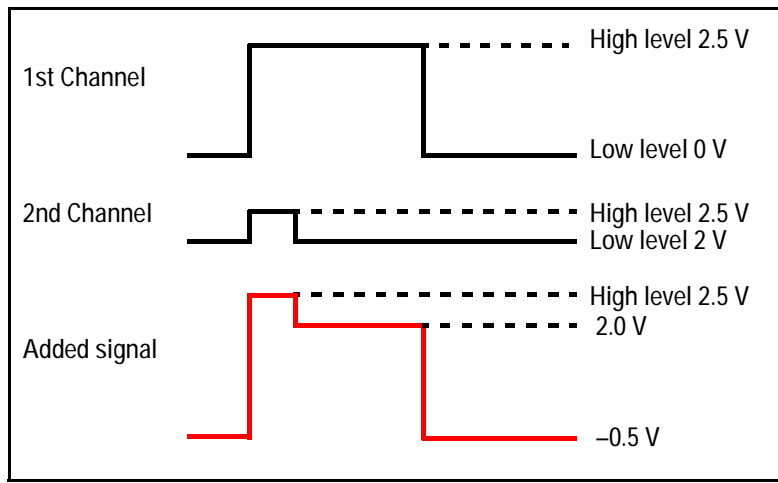 High level 2.5 V
1st Channel
Low level 0 V
2nd Channel
High level 2.5 V
Low level 2 V
High level 2.5 V
2.0 V
Added signal
–0.5 V